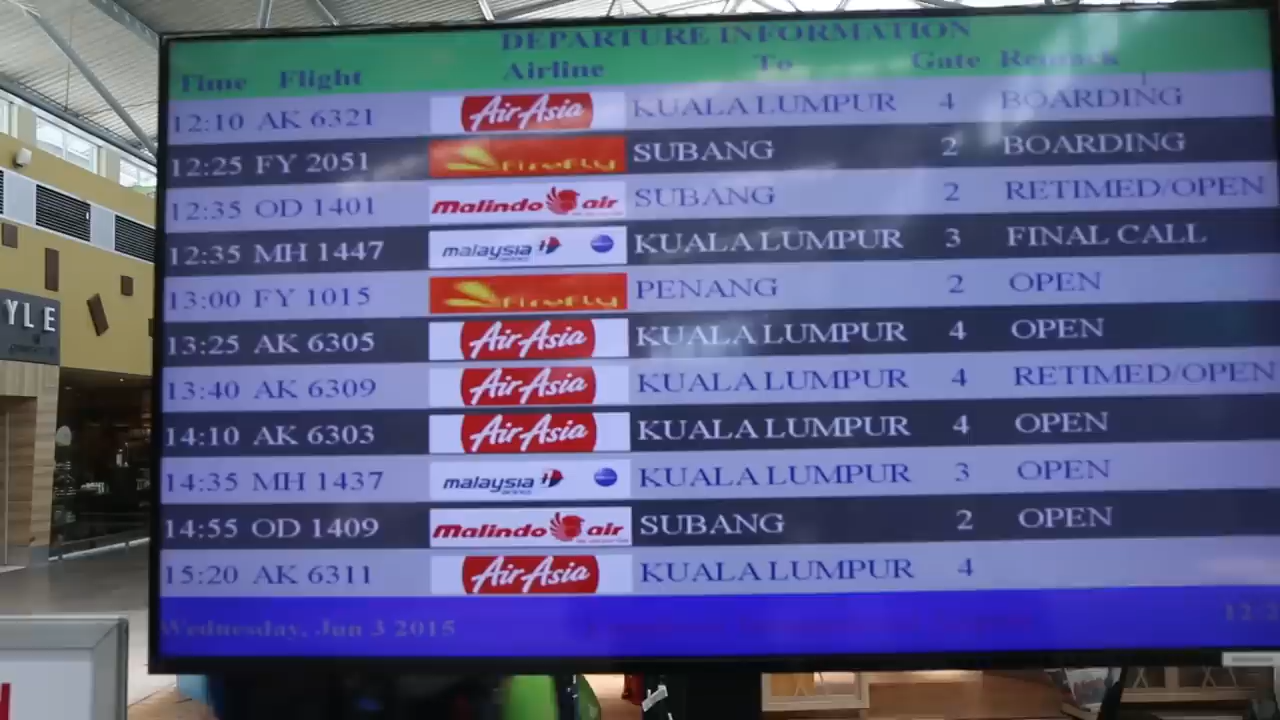 DEPARTURE INFORMATION
Time Flight Airline To Gate Remark
12:10 AK 6321 AirAsia KUALA LUMPUR 4 BOARDING
12:25 FY 2051 FireFly SUBANG 2 BOARDING
12:35 OD 1401 Malindo air SUBANG 2 RETIMED/OPEN
12:35 MH 1447 malaysia airlines KUALA LUMPUR 3 FINAL CALL
13:00 FY 1015 FireFly PENANG 2 OPEN
13:25 AK 6305 AirAsia KUALA LUMPUR 4 OPEN
13:40 AK 6309 AirAsia KUALA LUMPUR 4 RETIMED/OPEN
14:10 AK 6303 AirAsia KUALA LUMPUR 4 OPEN
14:35 MH 1437 malaysia airlines KUALA LUMPUR 3 OPEN
14:55 OD 1409 Malindo air SUBANG 2 OPEN
15:20 AK 6311 AirAsia KUALA LUMPUR 4
Wednesday, Jun 3 2015
YLE